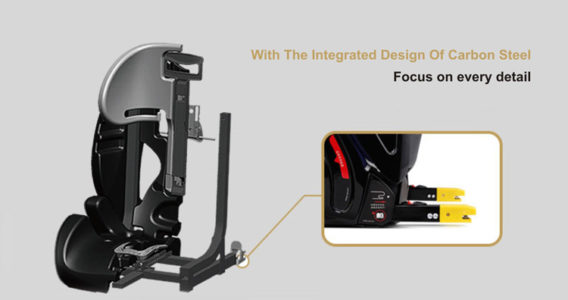 With The Integrated Design Of Carbon Steel
Focus on every detail